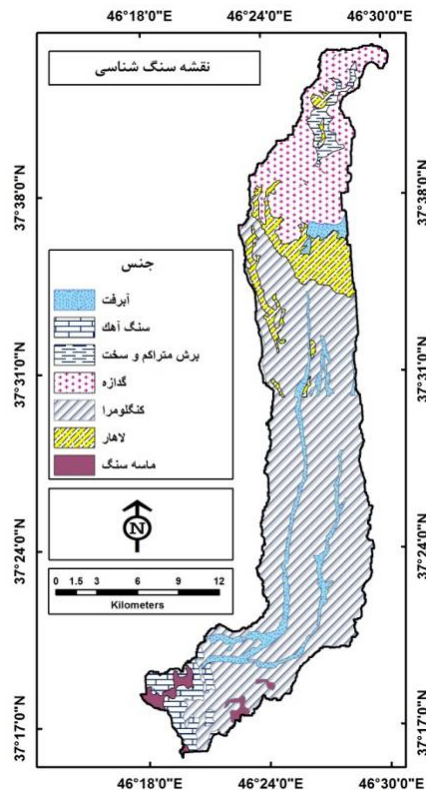 46°18'0"E 46°24'0"E 46°30'0"E
نقشه سنگ شناسی
37°38'0"N 37°38'0"N
جنس
آبرفت
سنگ آهك
برش متراکم و سخت
گدازه
کنگلومرا
لاهار
ماسه سنگ
37°31'0"N 37°31'0"N
N
37°24'0"N 37°24'0"N
0 1.5 3 6 9 12
Kilometers
37°17'0"N 37°17'0"N
46°18'0"E 46°24'0"E 46°30'0"E